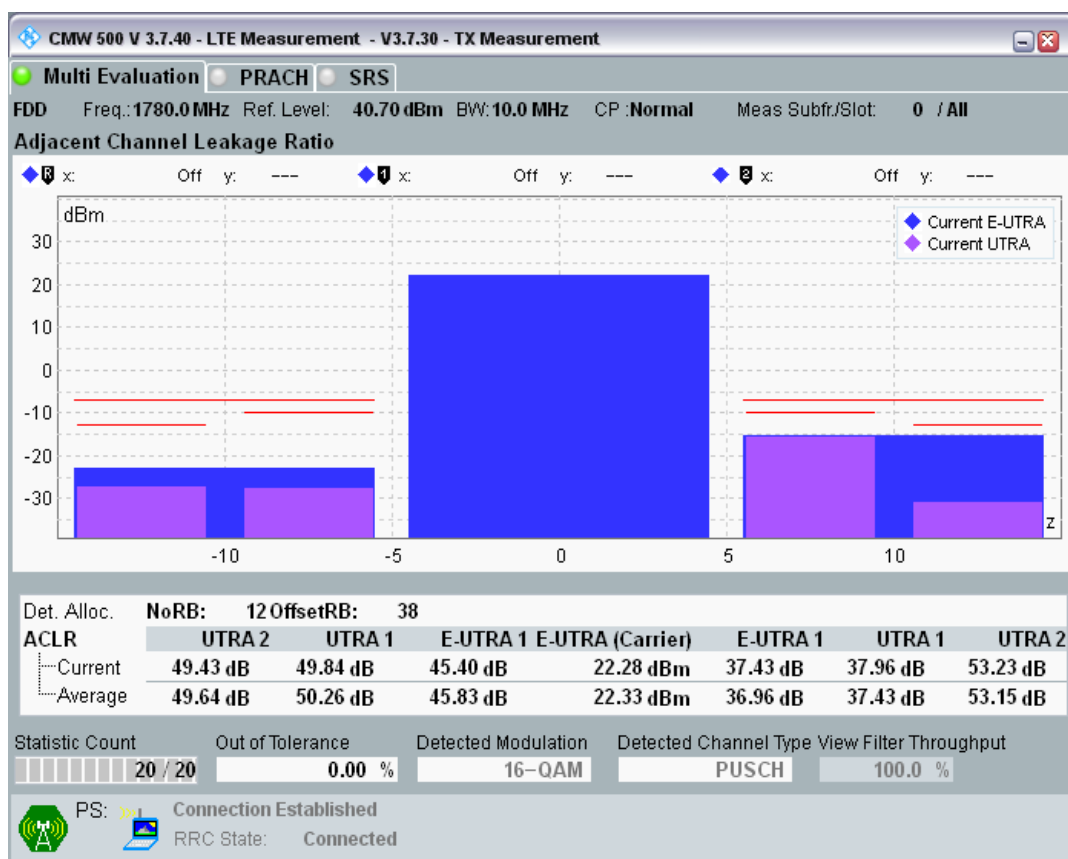 CMW 500 V 3.7.40 - LTE Measurement - V3.7.30 - TX Measurement
Multi Evaluation PRACH SRS
FDD Freq.: 1780.0 MHz Ref. Level: 40.70 dBm BW: 10.0 MHz CP :Normal Meas Subfr./Slot: 0 / All
Adjacent Channel Leakage Ratio
R x: Off y: --- 1 x: Off y: --- 2 x: Off y: ---
dBm
Current E-UTRA
Current UTRA
30
20
10
0
-10
-20
-30
z
-10 -5 0 5 10
Det. Alloc. NoRB: 12 OffsetRB: 38
ACLR UTRA 2 UTRA 1 E-UTRA 1 E-UTRA (Carrier) E-UTRA 1 UTRA 1 UTRA 2
Current 49.43 dB 49.84 dB 45.40 dB 22.28 dBm 37.43 dB 37.96 dB 53.23 dB
Average 49.64 dB 50.26 dB 45.83 dB 22.33 dBm 36.96 dB 37.43 dB 53.15 dB
Statistic Count Out of Tolerance Detected Modulation Detected Channel Type View Filter Throughput
20 / 20 0.00 % 16-QAM PUSCH 100.0 %
PS: Connection Established
RRC State: Connected